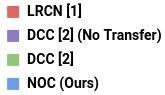 LRCN [1]
DCC [2] (No Transfer)
DCC [2]
NOC (Ours)